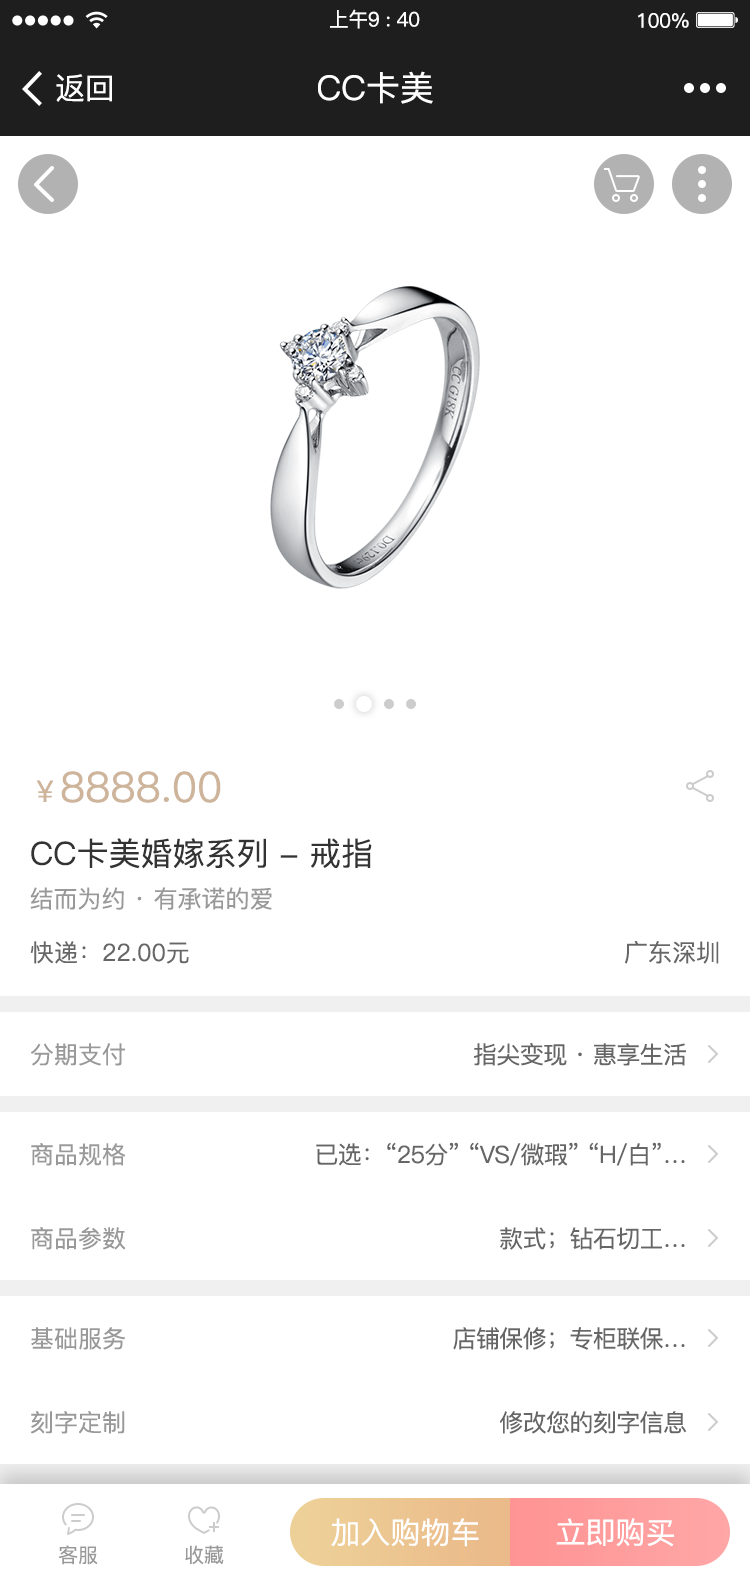 上午9 : 40
100%
返回
CC卡美
CC G18K
¥8888.00
CC卡美婚嫁系列 – 戒指
结而为约 · 有承诺的爱
快递：22.00元
广东深圳
分期支付
指尖变现 · 惠享生活
商品规格
已选：“25分” “VS/微瑕” “H/白”...
商品参数
款式；钻石切工...
基础服务
店铺保修；专柜联保...
刻字定制
修改您的刻字信息
客服
收藏
加入购物车
立即购买